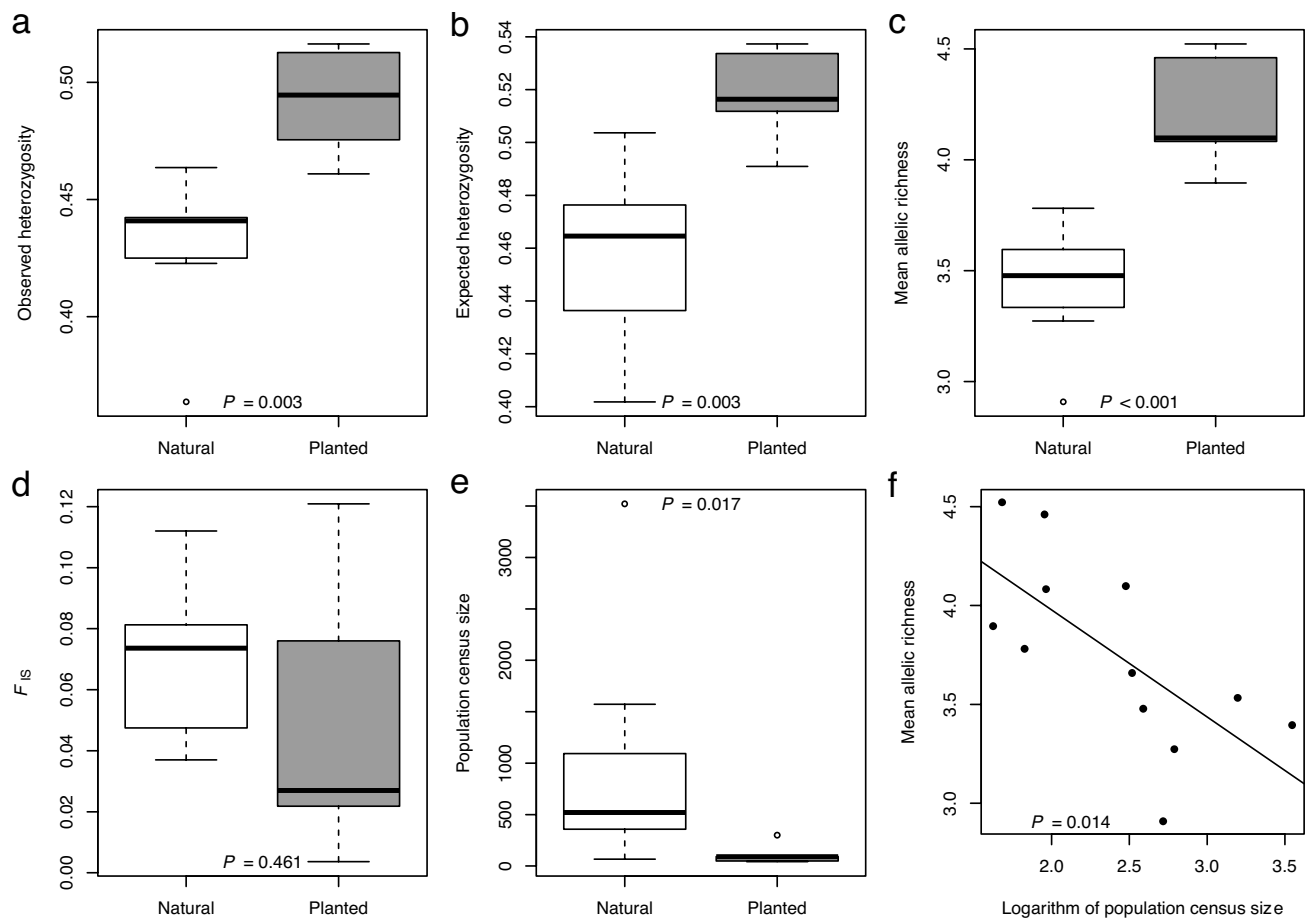 a
Observed heterozygosity
0.50
0.45
0.40
P = 0.003
Natural
Planted
b
Expected heterozygosity
0.54
0.52
0.50
0.48
0.46
0.44
0.42
0.40
P = 0.003
Natural
Planted
c
Mean allelic richness
4.5
4.0
3.5
3.0
P < 0.001
Natural
Planted
d
FIS
0.12
0.10
0.08
0.06
0.04
0.02
0.00
P = 0.461
Natural
Planted
e
Population census size
3000
2000
1000
500
0
P = 0.017
Natural
Planted
f
Mean allelic richness
4.5
4.0
3.5
3.0
P = 0.014
2.0
2.5
3.0
3.5
Logarithm of population census size